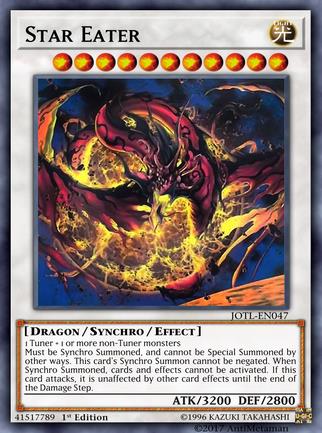 STAR EATER
LIGHT
光
JOTL-EN047
[DRAGON / SYNCHRO / EFFECT]
1 Tuner + 1 or more non-Tuner monsters
Must be Synchro Summoned, and cannot be Special Summoned by
other ways. This card's Synchro Summon cannot be negated. When
Synchro Summoned, cards and effects cannot be activated. If this
card attacks, it is unaffected by other card effects until the end of
the Damage Step.
ATK/3200 DEF/2800
41517789 1st Edition ©1996 KAZUKI TAKAHASHI
©2017 AntiMetaman